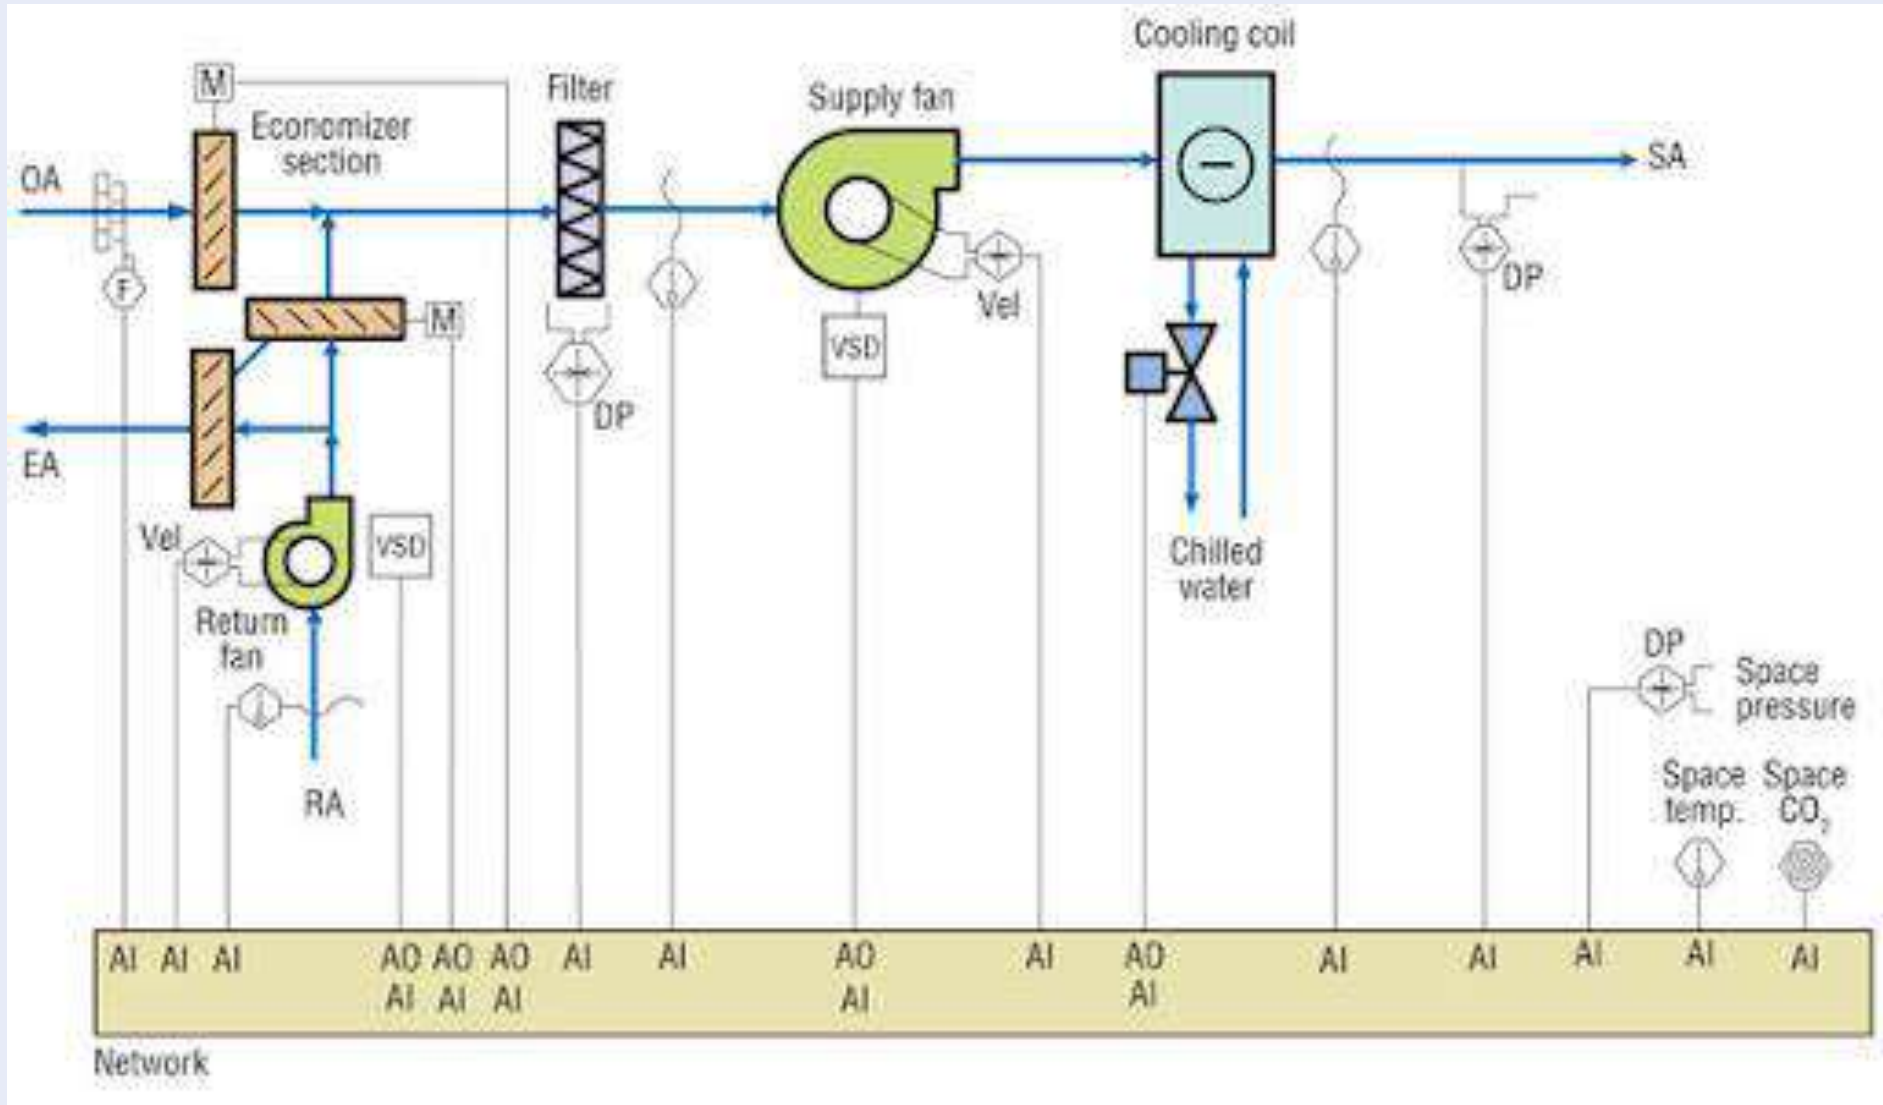 Cooling coil
M
Filter
Supply fan
Economizer
section
OA
SA
F
M
Vel
DP
VSD
DP
EA
Vel
VSD
Chilled
water
Return
fan
DP
Space
pressure
RA
Space
temp.
Space
CO₂
AI AI AI AO AO AO AI AI AO AI AO AI AI AI AI AI
AI AI AI AI AI
Network